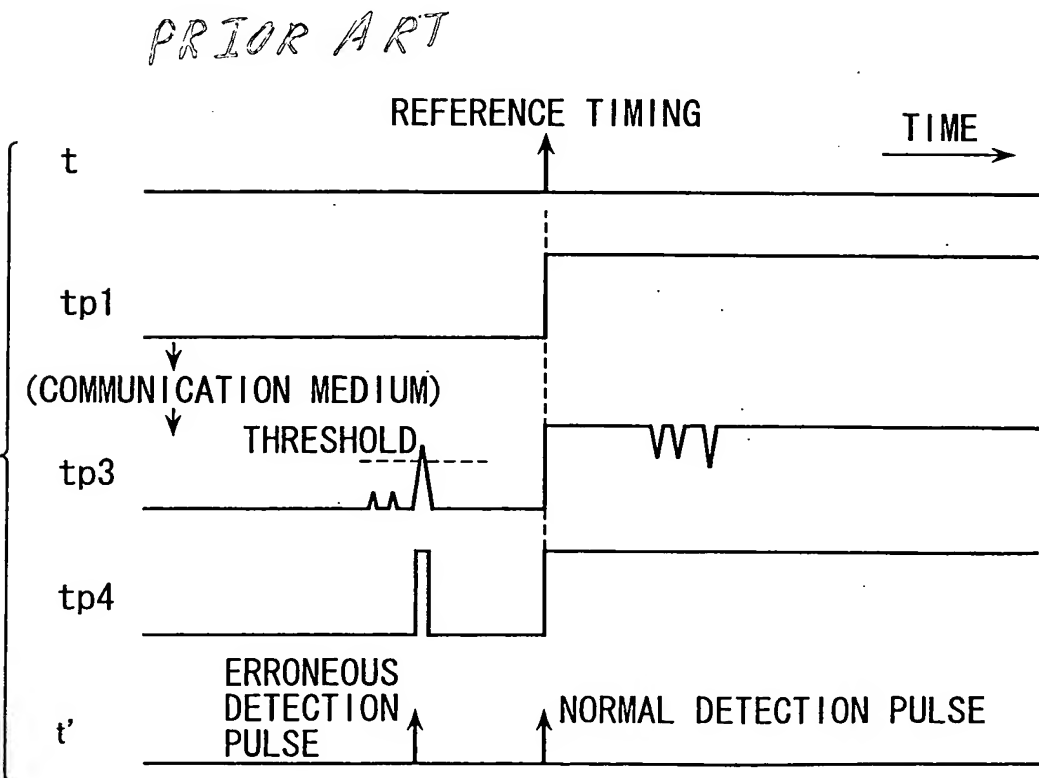 PRIOR ART
REFERENCE TIMING
TIME
t
tp1
(COMMUNICATION MEDIUM)
THRESHOLD
tp3
tp4
ERRONEOUS
DETECTION
PULSE
NORMAL DETECTION PULSE
t'